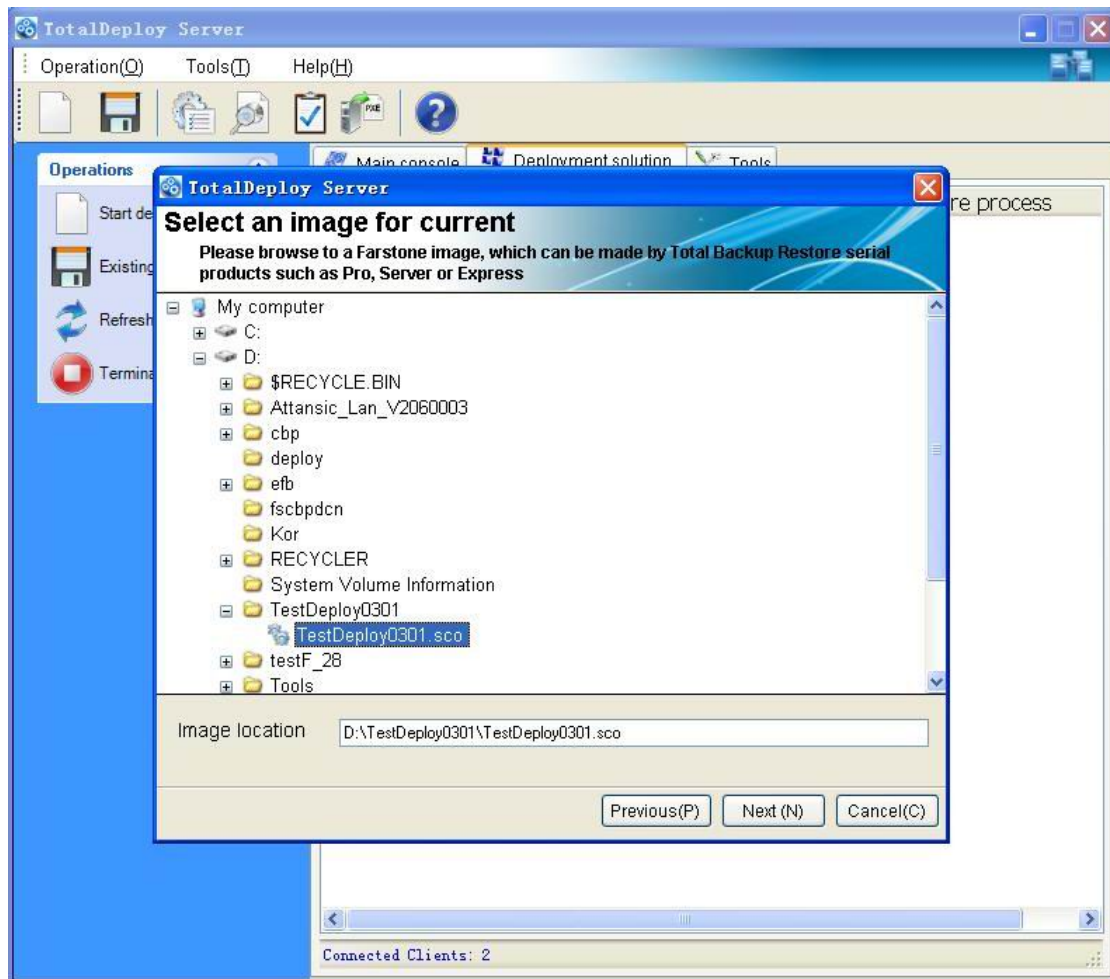 TotalDeploy Server
Operation(O) Tools(T) Help(H)
PXE
Operations
Main console Deployment solution Tools
Start de
Existing
Refresh
Termina
re process
TotalDeploy Server
Select an image for current
Please browse to a Farstone image, which can be made by Total Backup Restore serial
products such as Pro, Server or Express
My computer
C:
D:
$RECYCLE.BIN
Attansic_Lan_V2060003
cbp
deploy
efb
fscbpdcn
Kor
RECYCLER
System Volume Information
TestDeploy0301
TestDeploy0301.sco
testF_28
Tools
Image location D:\TestDeploy0301\TestDeploy0301.sco
Previous(P) Next (N) Cancel(C)
Connected Clients: 2